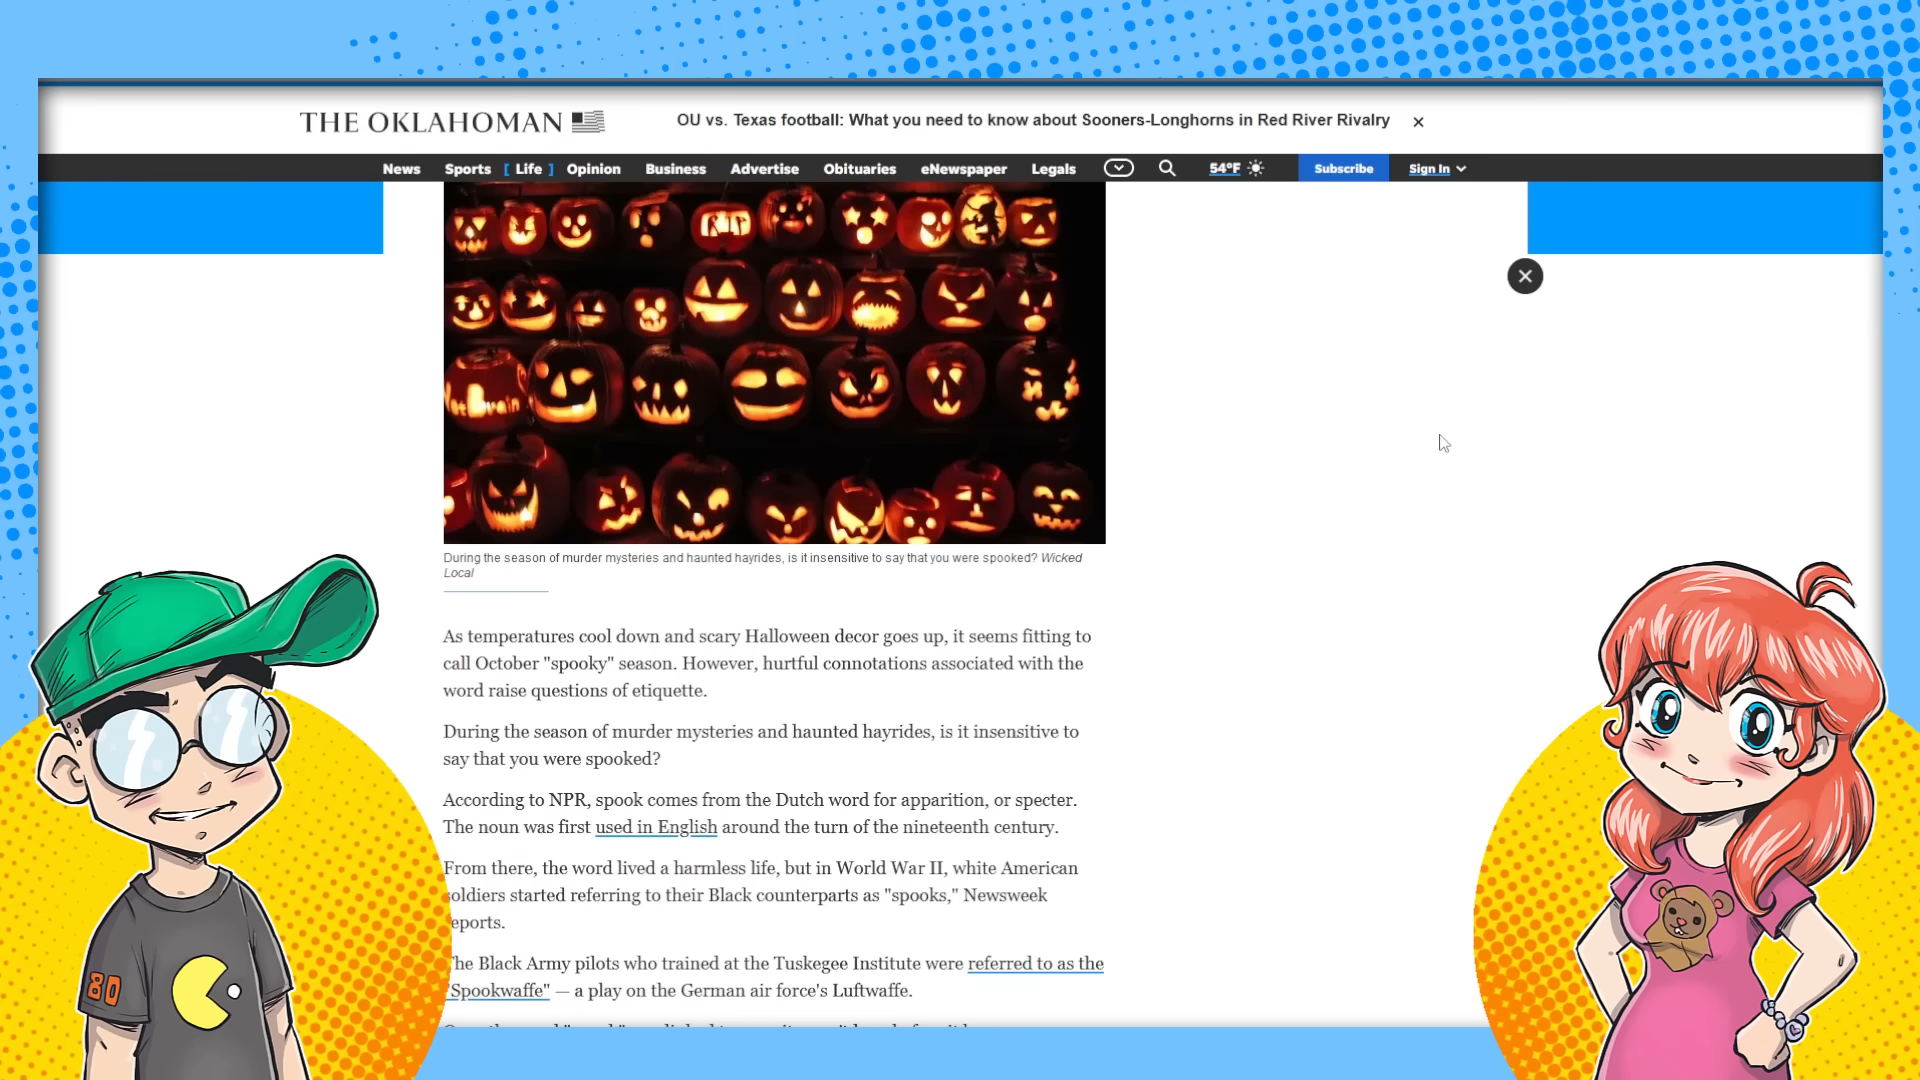 THE OKLAHOMAN
OU vs. Texas football: What you need to know about Sooners-Longhorns in Red River Rivalry
News Sports [ Life ] Opinion Business Advertise Obituaries eNewspaper Legals 54°F Subscribe Sign In
During the season of murder mysteries and haunted hayrides, is it insensitive to say that you were spooked? Wicked
Local
As temperatures cool down and scary Halloween decor goes up, it seems fitting to
call October "spooky" season. However, hurtful connotations associated with the
word raise questions of etiquette.
During the season of murder mysteries and haunted hayrides, is it insensitive to
say that you were spooked?
According to NPR, spook comes from the Dutch word for apparition, or specter.
The noun was first used in English around the turn of the nineteenth century.
From there, the word lived a harmless life, but in World War II, white American
soldiers started referring to their Black counterparts as "spooks," Newsweek
reports.
The Black Army pilots who trained at the Tuskegee Institute were referred to as the
"Spookwaffe" — a play on the German air force's Luftwaffe.
80